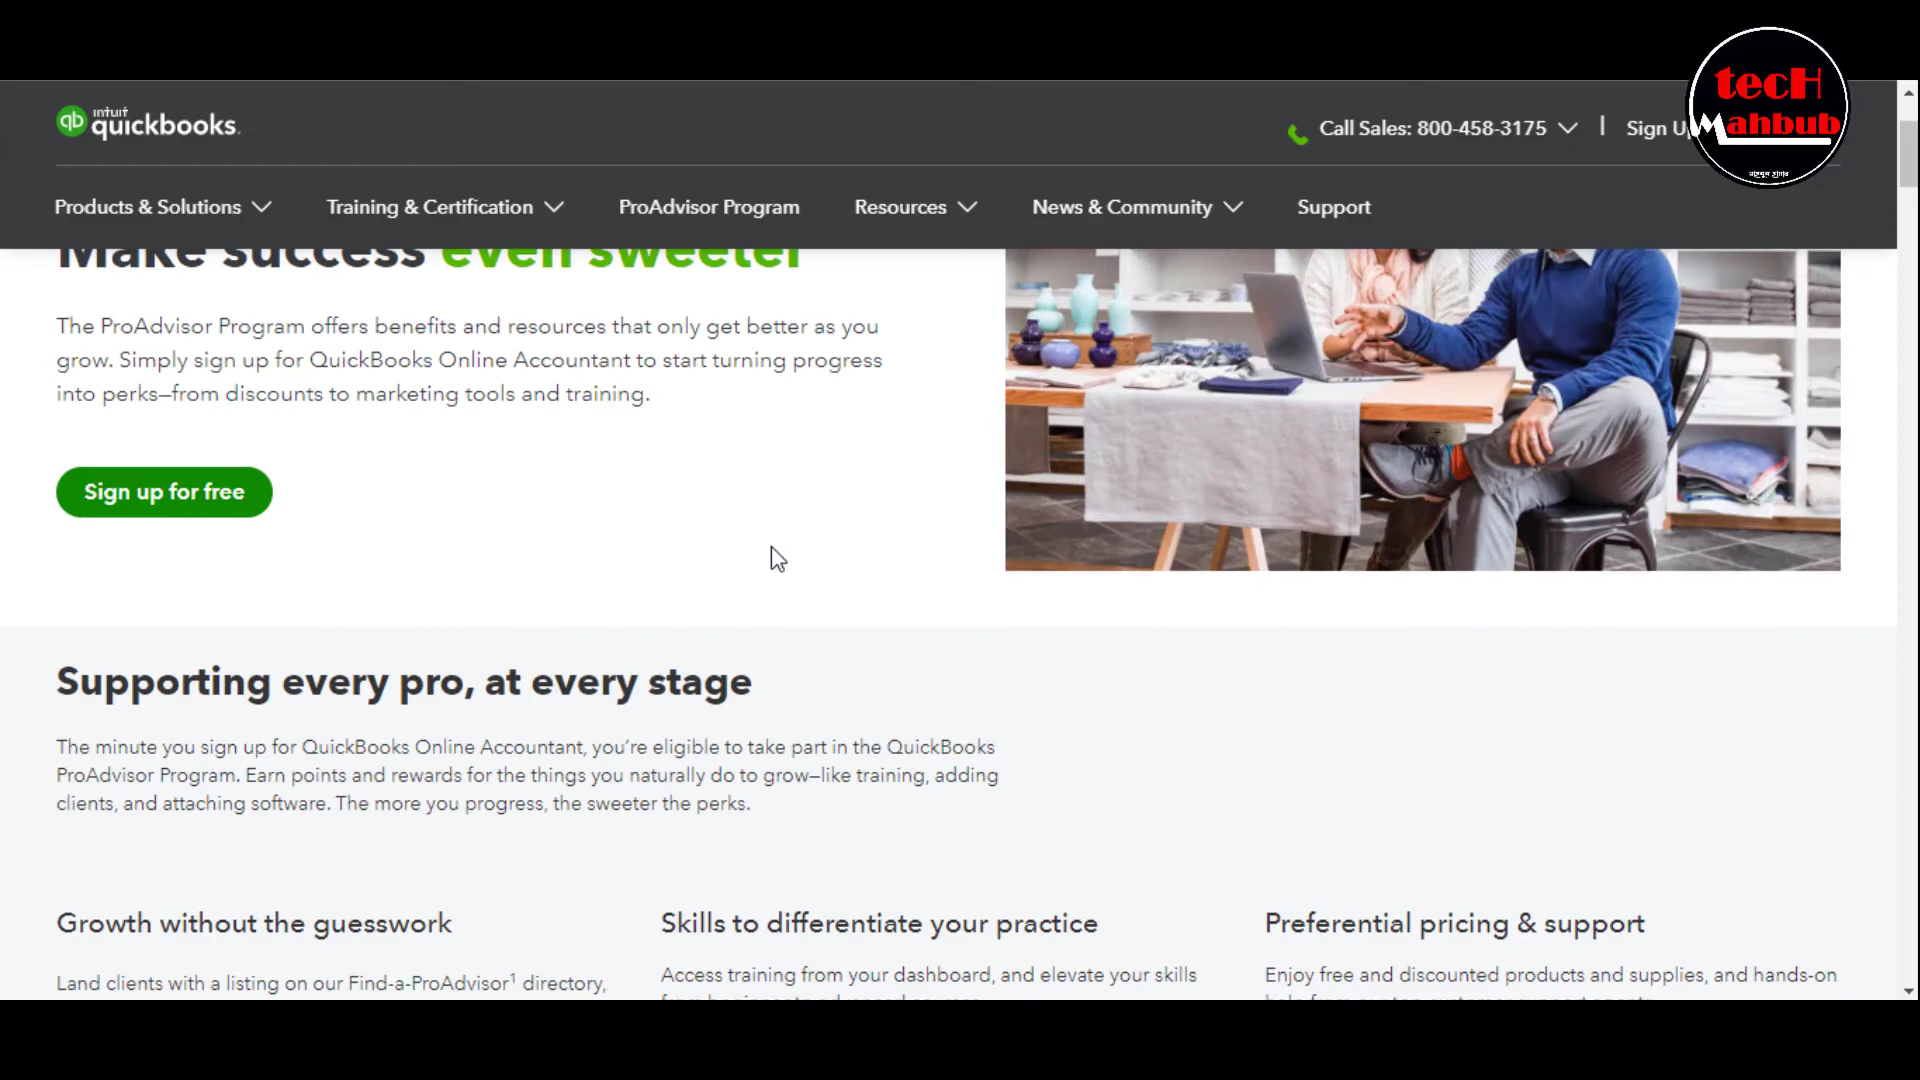 intuit
quickbooks.
Call Sales: 800-458-3175
Sign
tecH
Mahbub
Products & Solutions
Training & Certification
ProAdvisor Program
Resources
News & Community
Support
Make success even sweeter
The ProAdvisor Program offers benefits and resources that only get better as you
grow. Simply sign up for QuickBooks Online Accountant to start turning progress
into perks—from discounts to marketing tools and training.
Sign up for free
Supporting every pro, at every stage
The minute you sign up for QuickBooks Online Accountant, you're eligible to take part in the QuickBooks
ProAdvisor Program. Earn points and rewards for the things you naturally do to grow—like training, adding
clients, and attaching software. The more you progress, the sweeter the perks.
Growth without the guesswork
Land clients with a listing on our Find-a-ProAdvisor¹ directory,
Skills to differentiate your practice
Access training from your dashboard, and elevate your skills
Preferential pricing & support
Enjoy free and discounted products and supplies, and hands-on